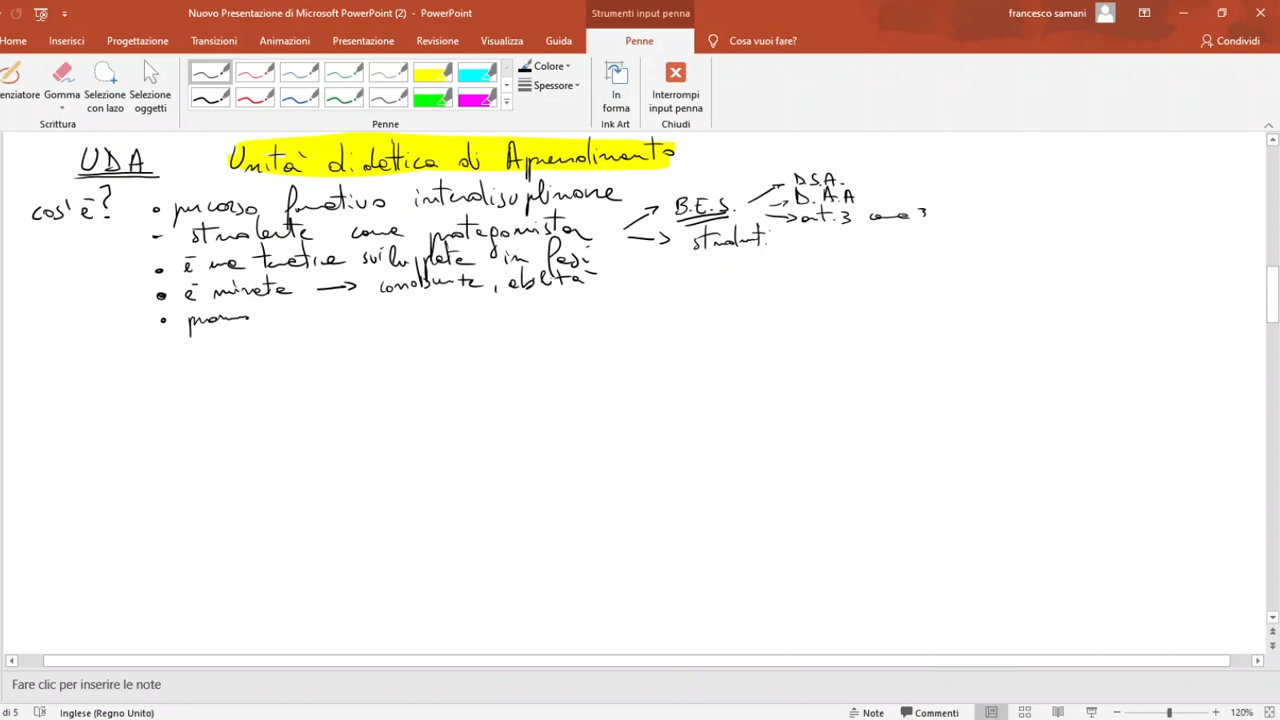 Nuovo Presentazione di Microsoft PowerPoint (2) - PowerPoint
Strumenti input penna
francesco samani
Home Inserisci Progettazione Transizioni Animazioni Presentazione Revisione Visualizza Guida Penne Cosa vuoi fare? Condividi
enziatore Gomma Selezione con lazo Selezione oggetti
Colore
Spessore
In forma
Interrompi input penna
Scrittura Penne Ink Art Chiudi
UDA Unità didattica di Apprendimento
cos' è?
• percorso formativo interdisciplinare
- studente come protagonista
• è una tematica sviluppata in fasi
• è mirata → conoscenze, abilità
•
B.E.S.
studenti
D.S.A.
D.A.A
art. 3 3
Fare clic per inserire le note
di 5 Inglese (Regno Unito) Note Commenti 120%